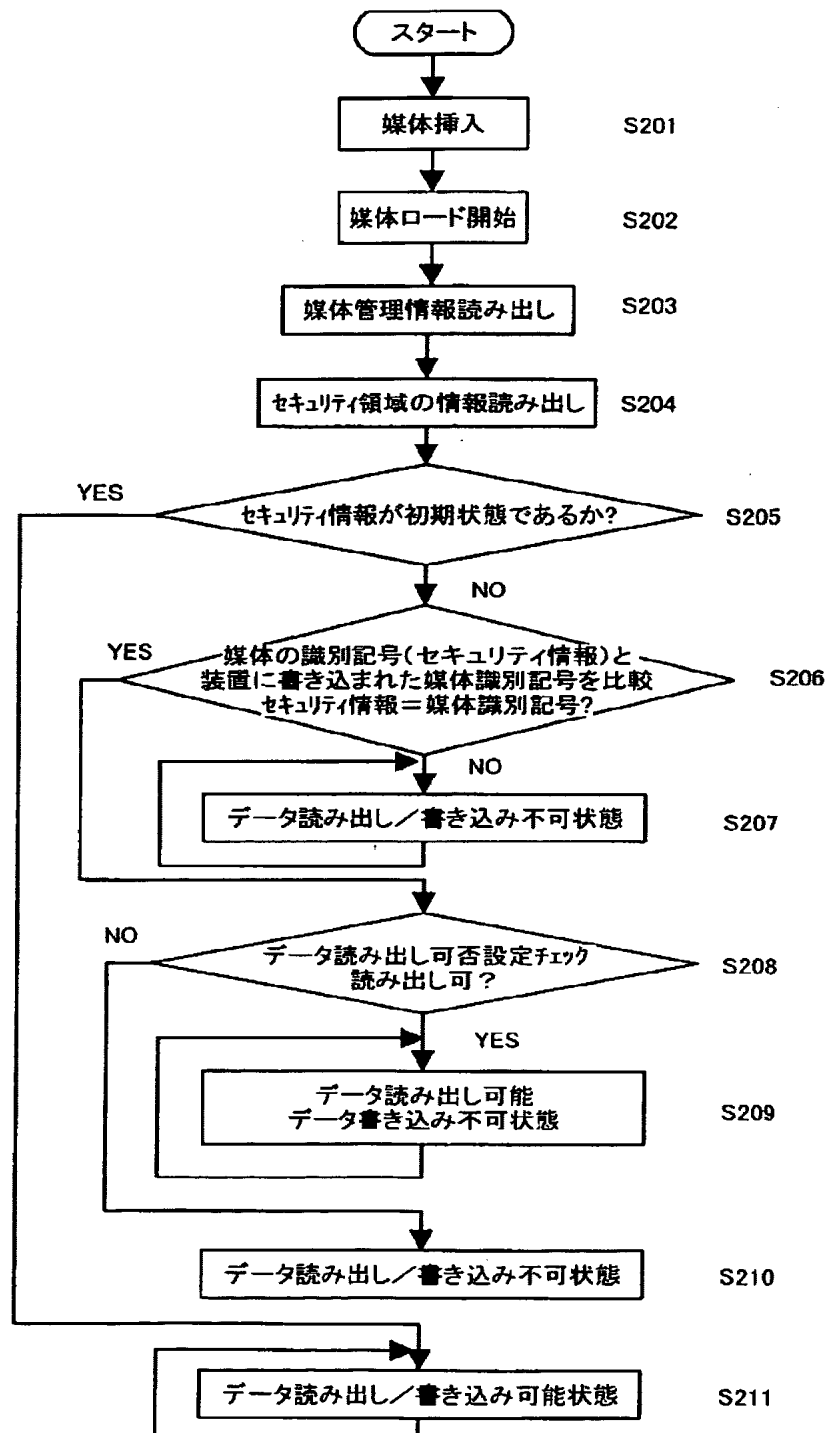 スタート
媒体挿入
S201
媒体ロード開始
S202
媒体管理情報読み出し
S203
セキュリティ領域の情報読み出し
S204
YES
セキュリティ情報が初期状態であるか?
S205
NO
YES
媒体の識別記号(セキュリティ情報)と
装置に書き込まれた媒体識別記号を比較
セキュリティ情報=媒体識別記号?
S206
NO
データ読み出し/書き込み不可状態
S207
NO
データ読み出し可否設定チェック
読み出し可?
S208
YES
データ読み出し可能
データ書き込み不可状態
S209
データ読み出し/書き込み不可状態
S210
データ読み出し/書き込み可能状態
S211